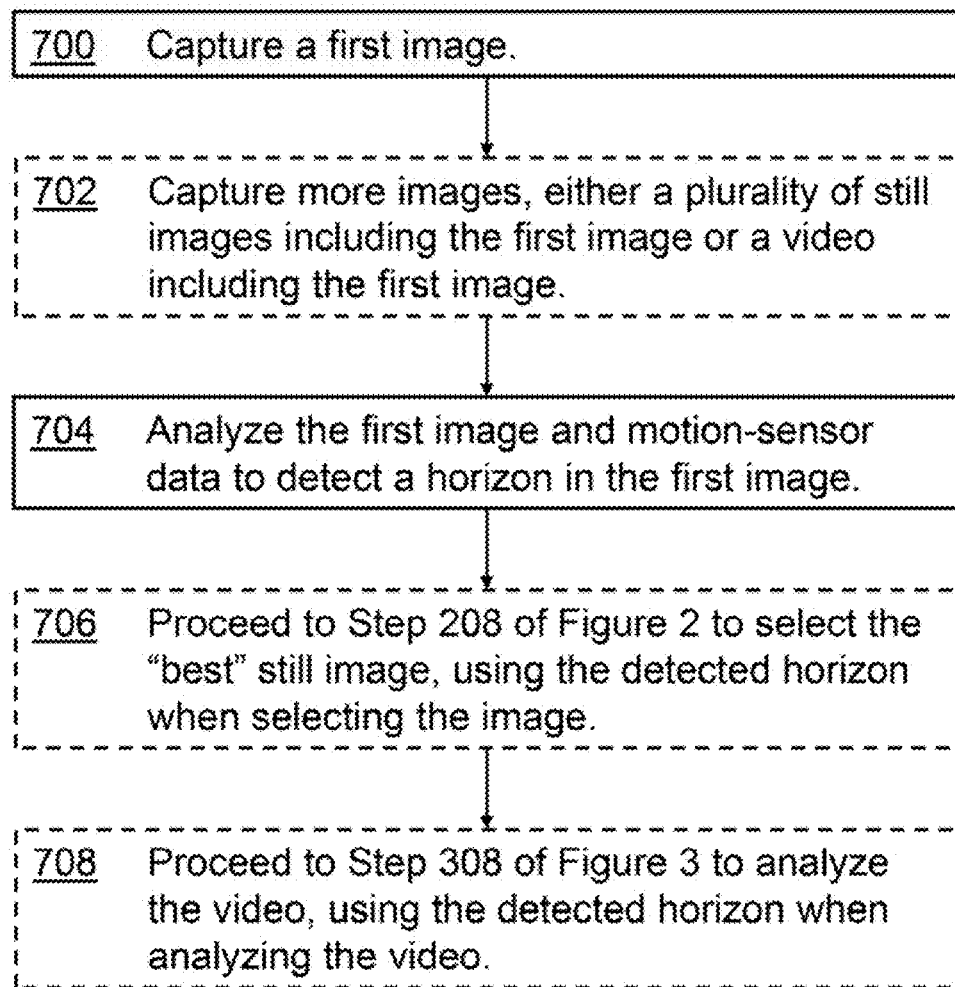 700 Capture a first image.
702 Capture more images, either a plurality of still
images including the first image or a video
including the first image.
704 Analyze the first image and motion-sensor
data to detect a horizon in the first image.
706 Proceed to Step 208 of Figure 2 to select the
“best” still image, using the detected horizon
when selecting the image.
708 Proceed to Step 308 of Figure 3 to analyze
the video, using the detected horizon when
analyzing the video.